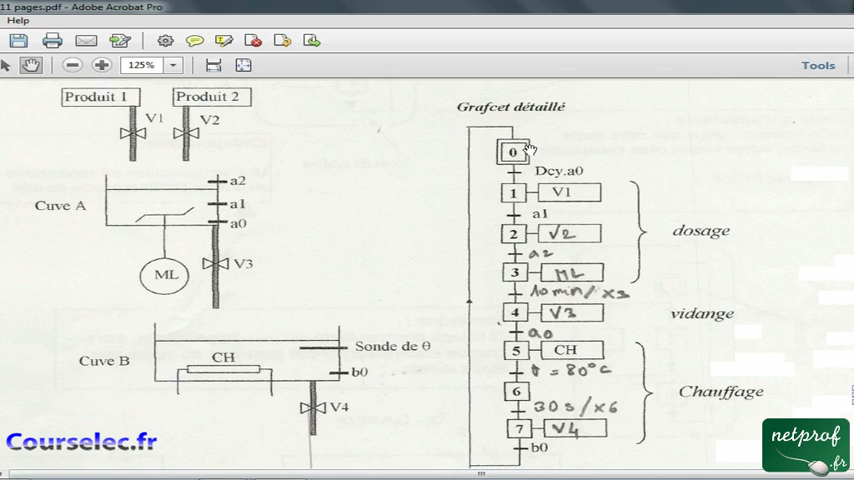 11 pages.pdf - Adobe Acrobat Pro
Help
125%
Tools
Produit 1
Produit 2
V1
V2
a2
Cuve A
a1
a0
ML
V3
Sonde de θ
CH
Cuve B
b0
V4
Grafcet détaillé
0
Dcy.a0
1
V1
a1
2
V2
dosage
a2
3
ML
10min/X3
4
V3
vidange
a0
5
CH
θ = 80°C
6
Chauffage
30s/X6
7
V4
b0
Courselec.fr
netprof
.fr